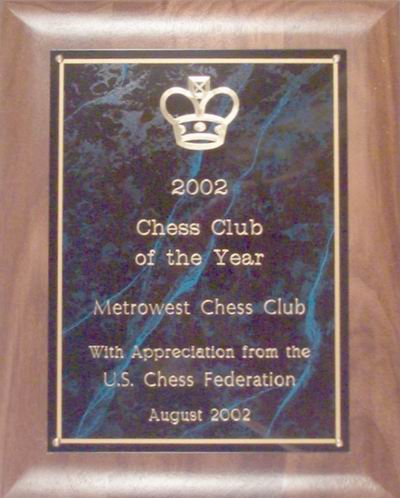 2002
Chess Club
of the Year
Metrowest Chess Club
With Appreciation from the
U.S. Chess Federation
August 2002